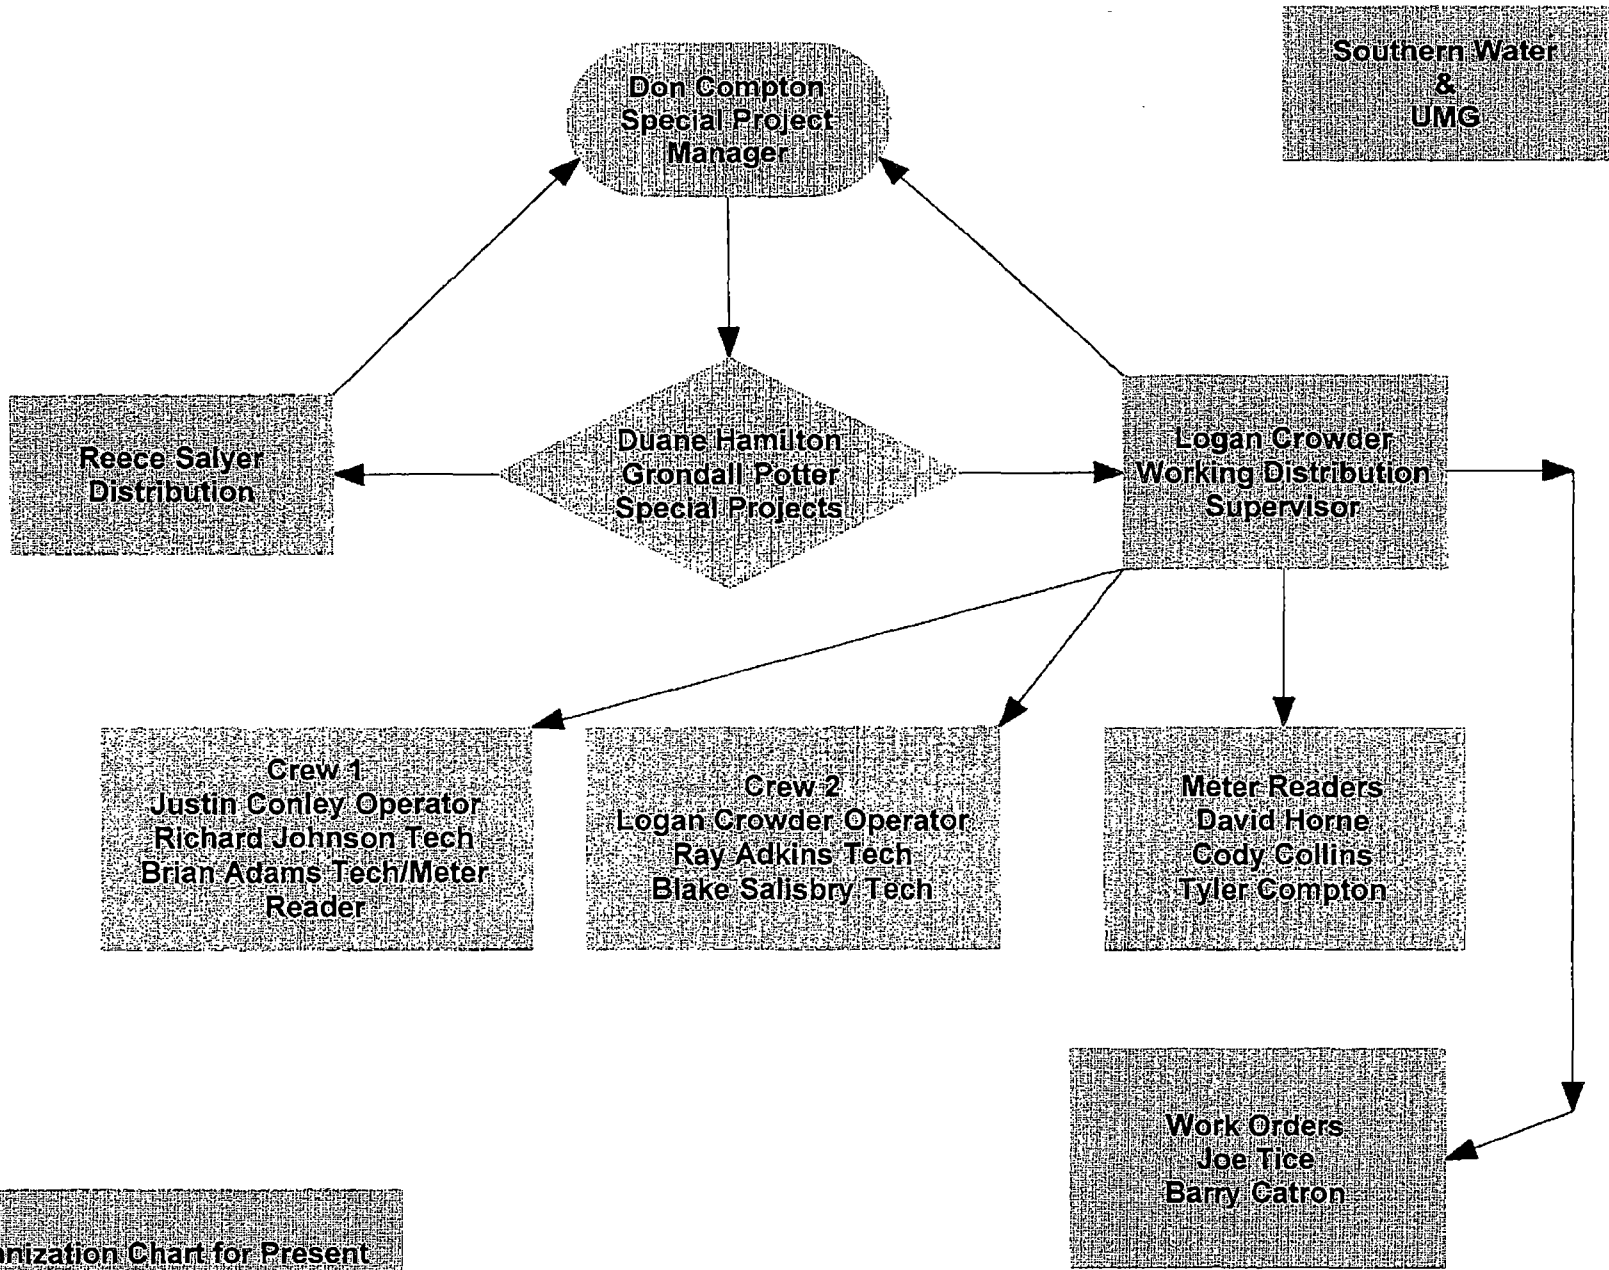 Southern Water
&
UMG
Don Compton
Special Project
Manager
Reece Salyer
Distribution
Duane Hamilton
Grondall Potter
Special Projects
Logan Crowder
Working Distribution
Supervisor
Crew 1
Justin Conley Operator
Richard Johnson Tech
Brian Adams Tech/Meter
Reader
Crew 2
Logan Crowder Operator
Ray Adkins Tech
Blake Salisbry Tech
Meter Readers
David Horne
Cody Collins
Tyler Compton
Work Orders
Joe Tice
Barry Catron
nization Chart for Present